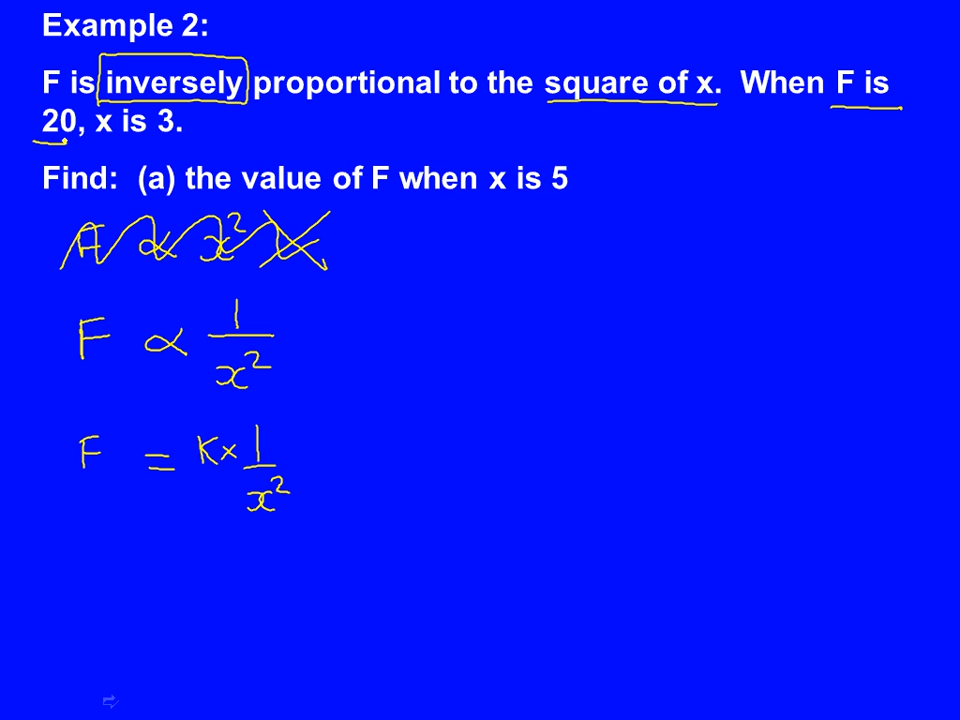 Example 2:
F is inversely proportional to the square of x. When F is
20, x is 3.
Find: (a) the value of F when x is 5
F ∝ x²
F ∝ 1/x²
F = K × 1/x²